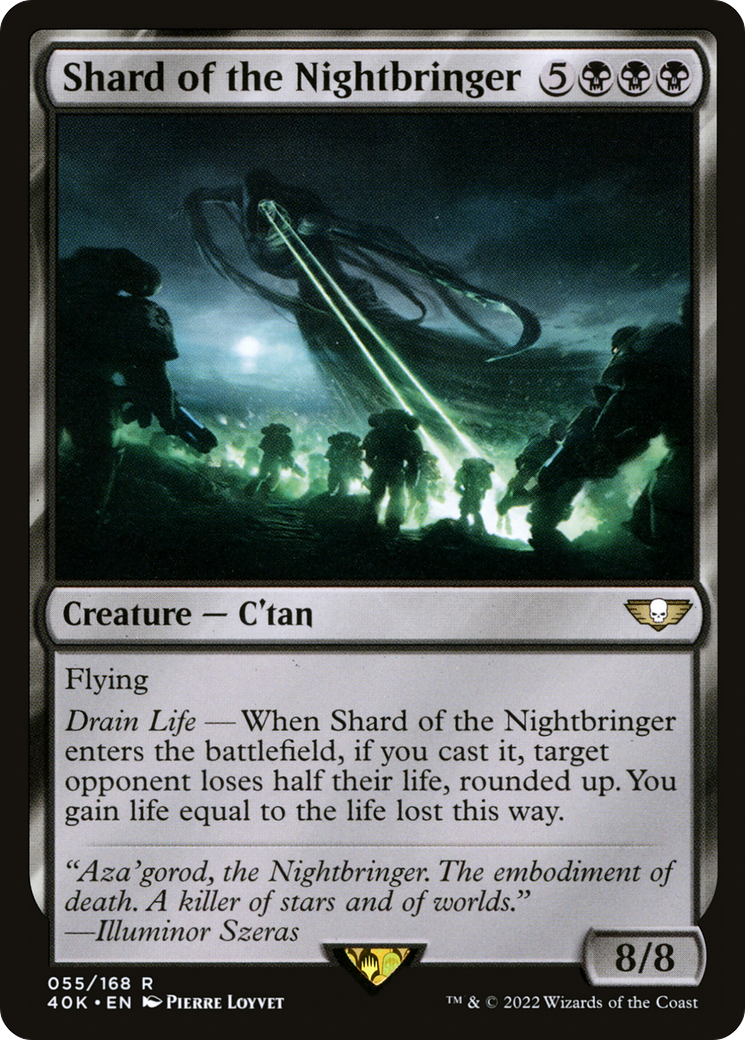 Shard of the Nightbringer 5
Creature — C'tan
Flying
Drain Life — When Shard of the Nightbringer
enters the battlefield, if you cast it, target
opponent loses half their life, rounded up. You
gain life equal to the life lost this way.
“Aza'gorod, the Nightbringer. The embodiment of
death. A killer of stars and of worlds.”
—Illuminor Szeras
8/8
055/168 R
40K • EN Pierre Loyvet
™ & © 2022 Wizards of the Coast